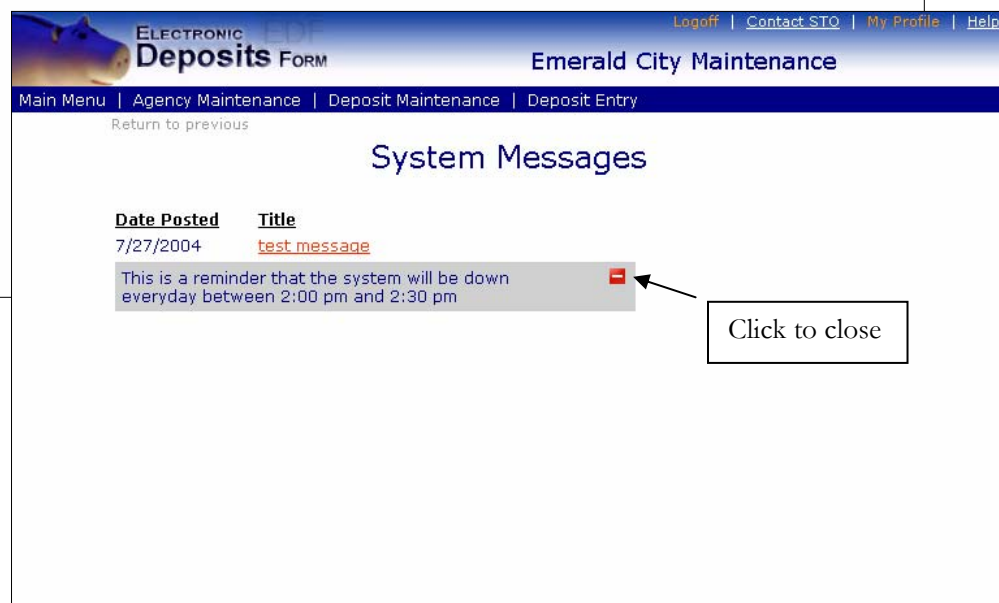 Logoff | Contact STO | My Profile | Help
ELECTRONIC EDF
Deposits FORM
Emerald City Maintenance
Main Menu | Agency Maintenance | Deposit Maintenance | Deposit Entry
Return to previous
System Messages
Date Posted Title
7/27/2004 test message
This is a reminder that the system will be down
everyday between 2:00 pm and 2:30 pm
Click to close